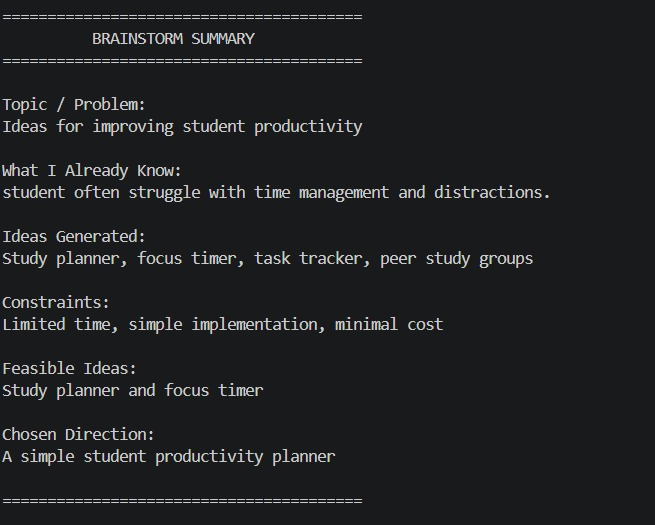 ========================================
BRAINSTORM SUMMARY
========================================
Topic / Problem:
Ideas for improving student productivity
What I Already Know:
student often struggle with time management and distractions.
Ideas Generated:
Study planner, focus timer, task tracker, peer study groups
Constraints:
Limited time, simple implementation, minimal cost
Feasible Ideas:
Study planner and focus timer
Chosen Direction:
A simple student productivity planner
========================================